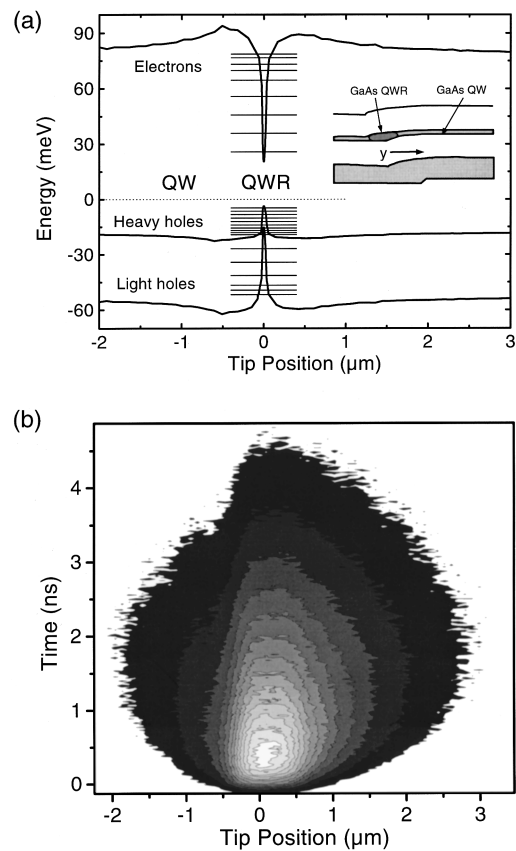 (a)
90
60
30
0
-30
-60
Energy (meV)
Electrons
QW
QWR
Heavy holes
Light holes
GaAs QWR
GaAs QW
y
-2
-1
0
1
2
3
Tip Position (µm)
(b)
4
3
2
1
0
Time (ns)
-2
-1
0
1
2
3
Tip Position (µm)